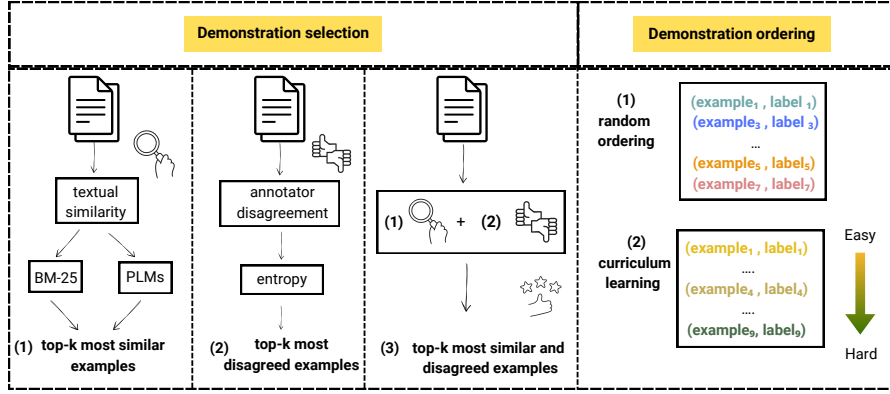 Demonstration selection
Demonstration ordering
textual
similarity
BM-25
PLMs
(1) top-k most similar
examples
annotator
disagreement
entropy
(2) top-k most
disagreed examples
(1) + (2)
(3) top-k most similar and
disagreed examples
(1)
random
ordering
(example₁ , label ₁)
(example₃ , label ₃)
...
(example₅ , label₅)
(example₇ , label₇)
(2)
curriculum
learning
(example₁ , label₁)
....
(example₄ , label₄)
....
(example₉, label₉)
Easy
Hard